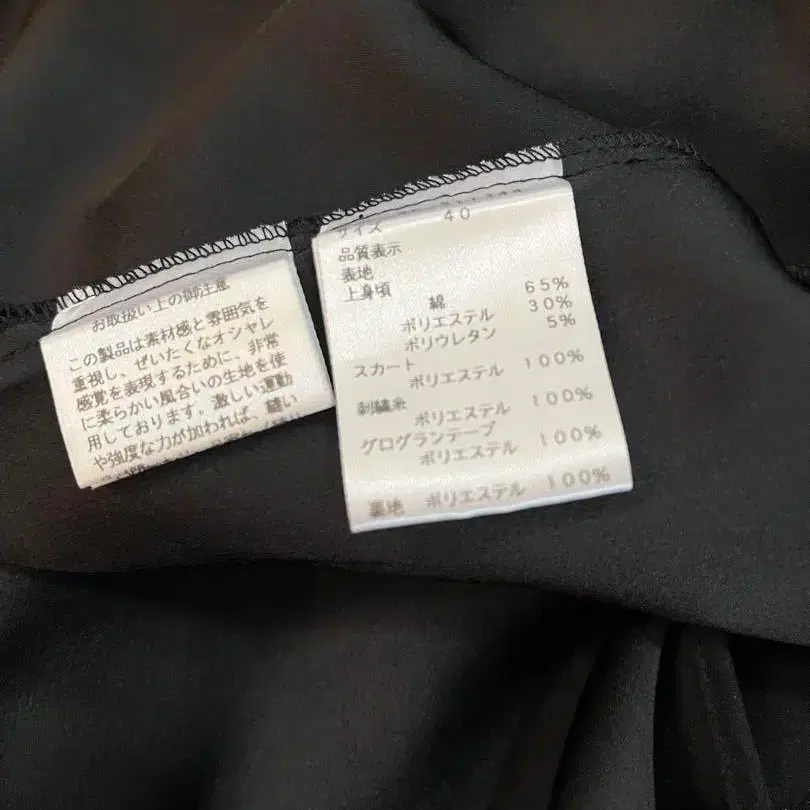 お取扱い上の御注意
この製品は素材感と雰囲気を
重視し、ぜいたくなオシャレ
感覚を表現するために、非常
に柔らかい風合いの生地を使
用しております。激しい運動
や強度な力が加われば、縫い
サイズ 40
品質表示
表地
上身頃
綿 65%
ポリエステル 30%
ポリウレタン 5%
スカート
ポリエステル 100%
刺繍糸
ポリエステル 100%
グログランテープ
ポリエステル 100%
裏地 ポリエステル 100%